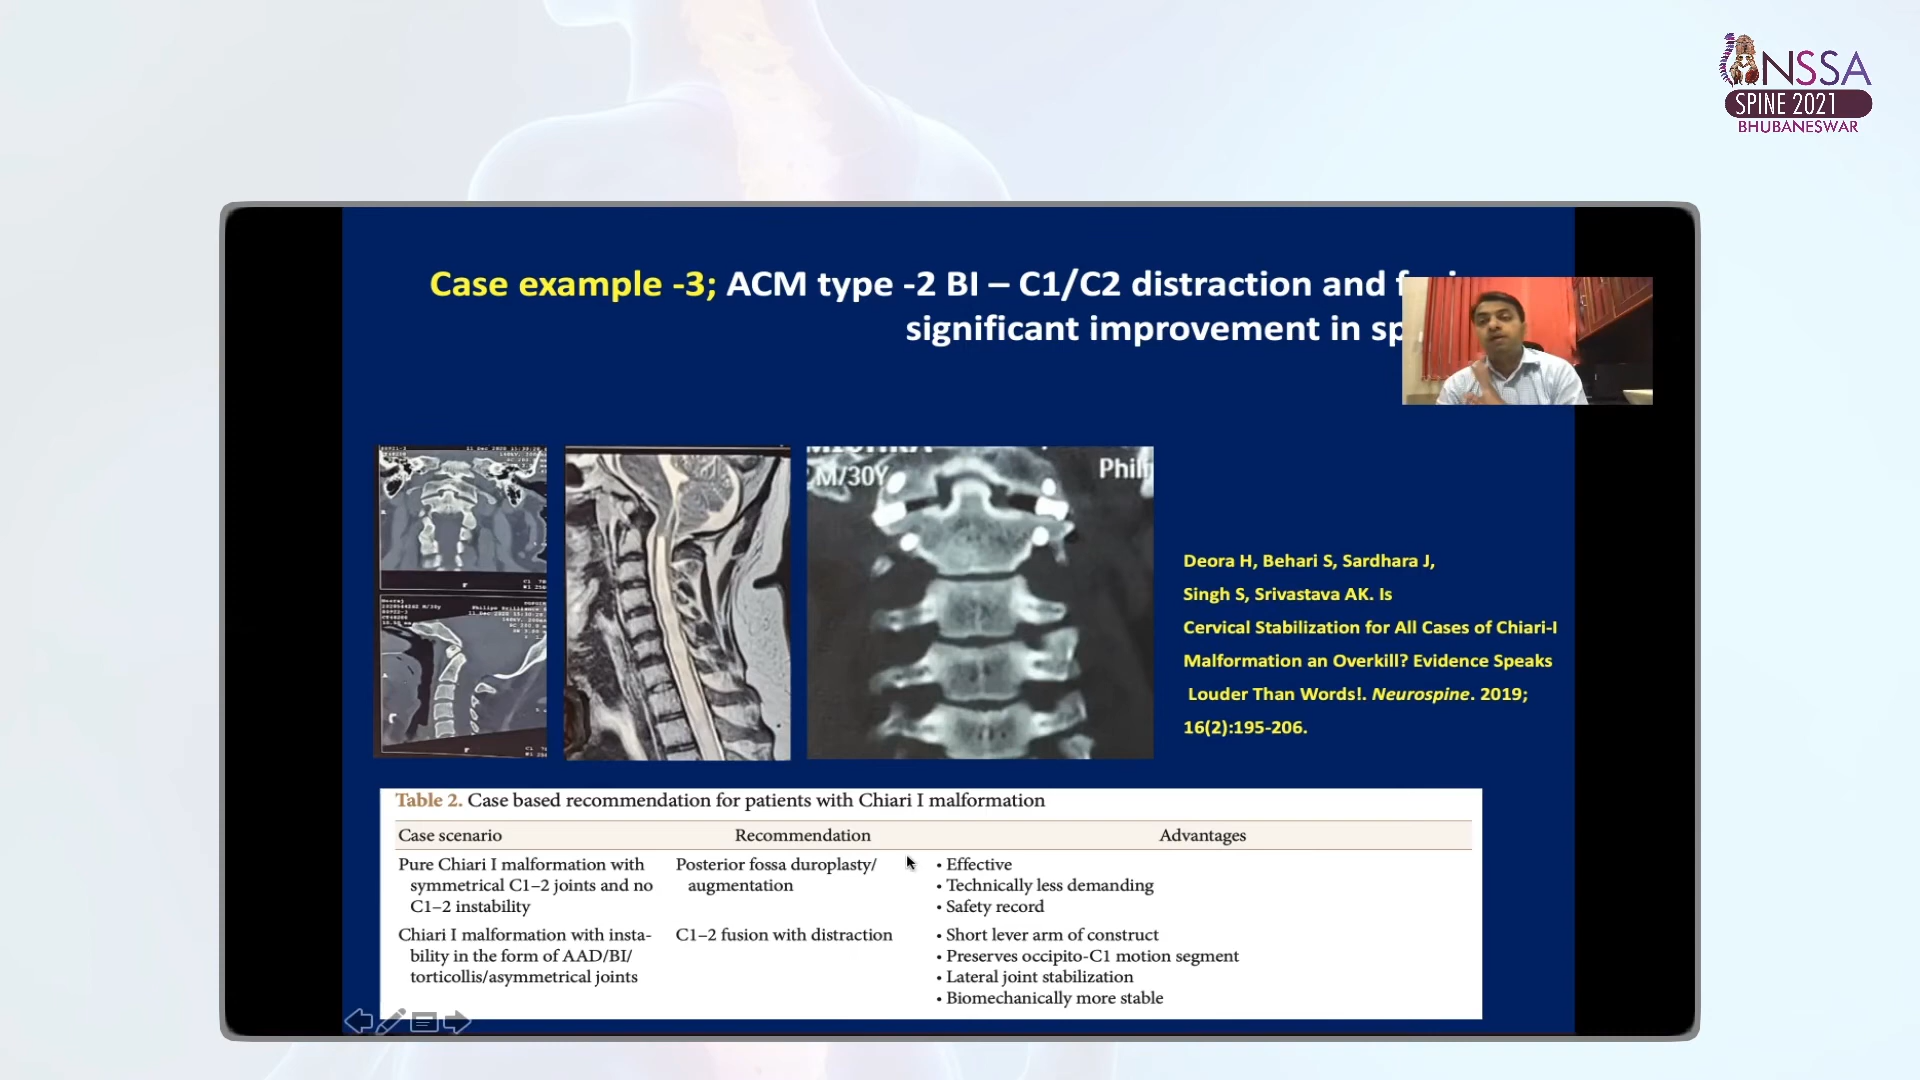 NSSA
SPINE 2021
BHUBANESWAR
Case example -3; ACM type -2 BI – C1/C2 distraction and
significant improvement in
M/30Y
Phili
Deora H, Behari S, Sardhara J,
Singh S, Srivastava AK. Is
Cervical Stabilization for All Cases of Chiari-I
Malformation an Overkill? Evidence Speaks
Louder Than Words!. Neurospine. 2019;
16(2):195-206.
Table 2. Case based recommendation for patients with Chiari I malformation
Case scenario Recommendation Advantages
Pure Chiari I malformation with Posterior fossa duroplasty/ • Effective
symmetrical C1–2 joints and no augmentation • Technically less demanding
C1–2 instability • Safety record
Chiari I malformation with insta- C1–2 fusion with distraction • Short lever arm of construct
bility in the form of AAD/BI/ • Preserves occipito-C1 motion segment
torticollis/asymmetrical joints • Lateral joint stabilization
• Biomechanically more stable